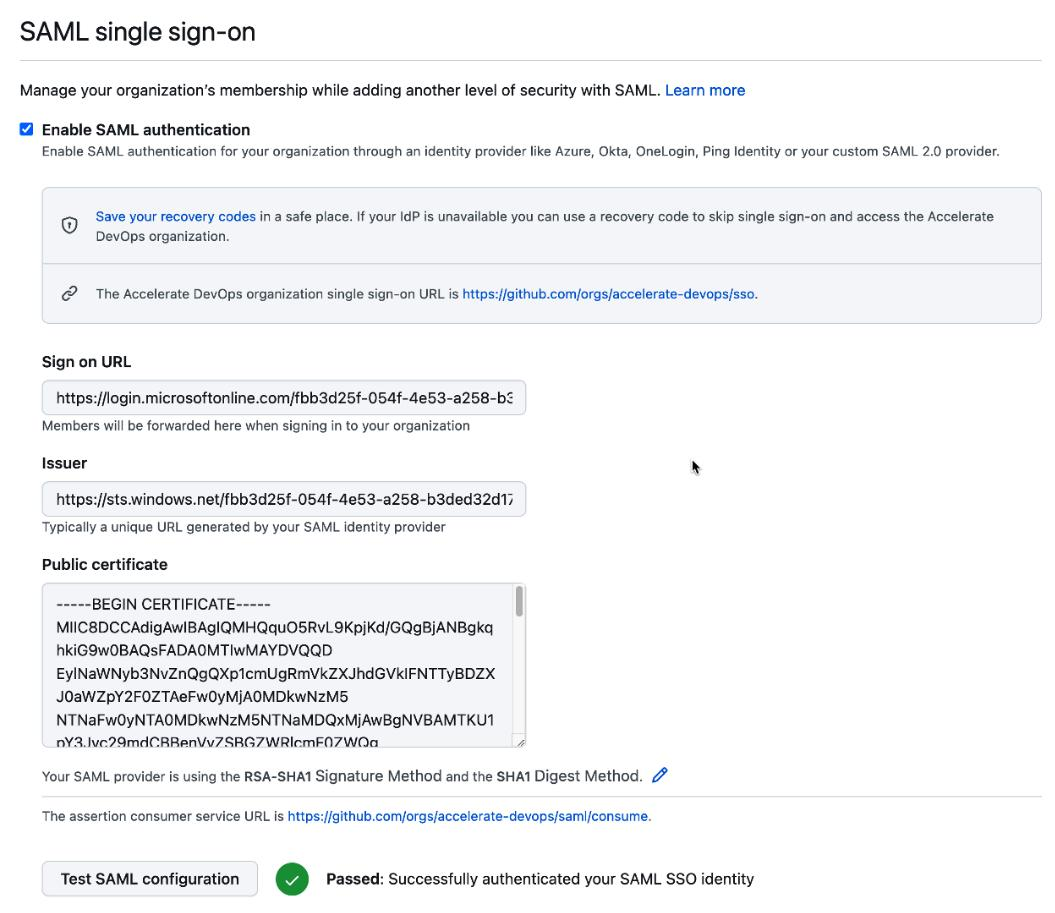 SAML single sign-on
Manage your organization's membership while adding another level of security with SAML. Learn more
Enable SAML authentication
Enable SAML authentication for your organization through an identity provider like Azure, Okta, OneLogin, Ping Identity or your custom SAML 2.0 provider.
Save your recovery codes in a safe place. If your IdP is unavailable you can use a recovery code to skip single sign-on and access the Accelerate
DevOps organization.
The Accelerate DevOps organization single sign-on URL is https://github.com/orgs/accelerate-devops/sso.
Sign on URL
https://login.microsoftonline.com/fbb3d25f-054f-4e53-a258-b3
Members will be forwarded here when signing in to your organization
Issuer
https://sts.windows.net/fbb3d25f-054f-4e53-a258-b3ded32d17
Typically a unique URL generated by your SAML identity provider
Public certificate
-----BEGIN CERTIFICATE-----
MIIC8DCCAdigAwIBAgIQMHQquO5RvL9KpjKd/GQgBjANBgkq
hkiG9w0BAQsFADA0MTIwMAYDVQQD
EylNaWNyb3NvZnQgQXp1cmUgRmVkZXJhdGVkIFNTTyBDZX
J0aWZpY2F0ZTAeFw0yMjA0MDkwNzM5
NTNaFw0yNTA0MDkwNzM5NTNaMDQxMjAwBgNVBAMTKU1
pY3Jvc29mdCBBenVyZSBGZWRlcmF0ZWQg
Your SAML provider is using the RSA-SHA1 Signature Method and the SHA1 Digest Method.
The assertion consumer service URL is https://github.com/orgs/accelerate-devops/saml/consume.
Test SAML configuration
Passed: Successfully authenticated your SAML SSO identity